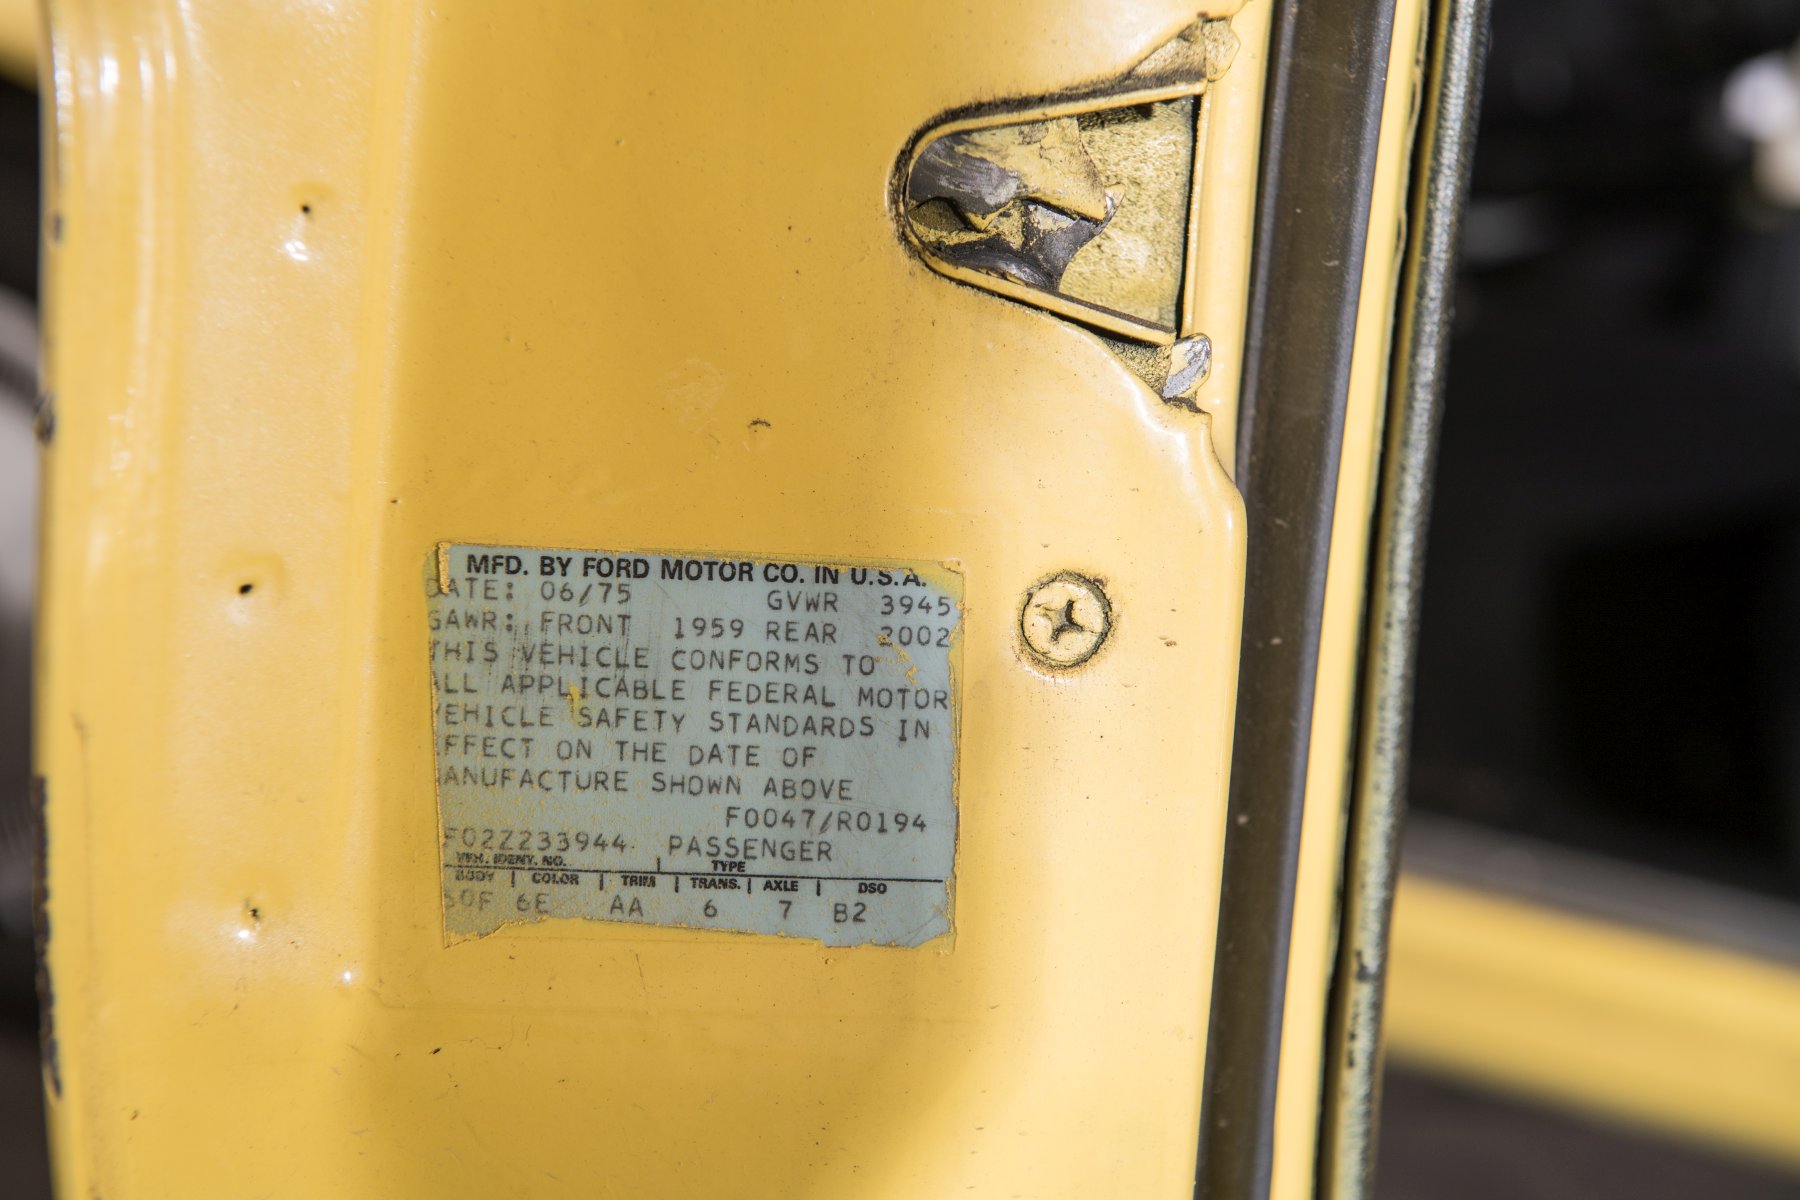 MFD. BY FORD MOTOR CO. IN U.S.A.
DATE: 06/75 GVWR 3945
GAWR: FRONT 1959 REAR 2002
THIS VEHICLE CONFORMS TO
ALL APPLICABLE FEDERAL MOTOR
VEHICLE SAFETY STANDARDS IN
EFFECT ON THE DATE OF
MANUFACTURE SHOWN ABOVE
F0047/R0194
F02Z233944 PASSENGER
VEH. IDENT. NO. | TYPE
BODY | COLOR | TRIM | TRANS. | AXLE | DSO
50F 6E AA 6 7 B2